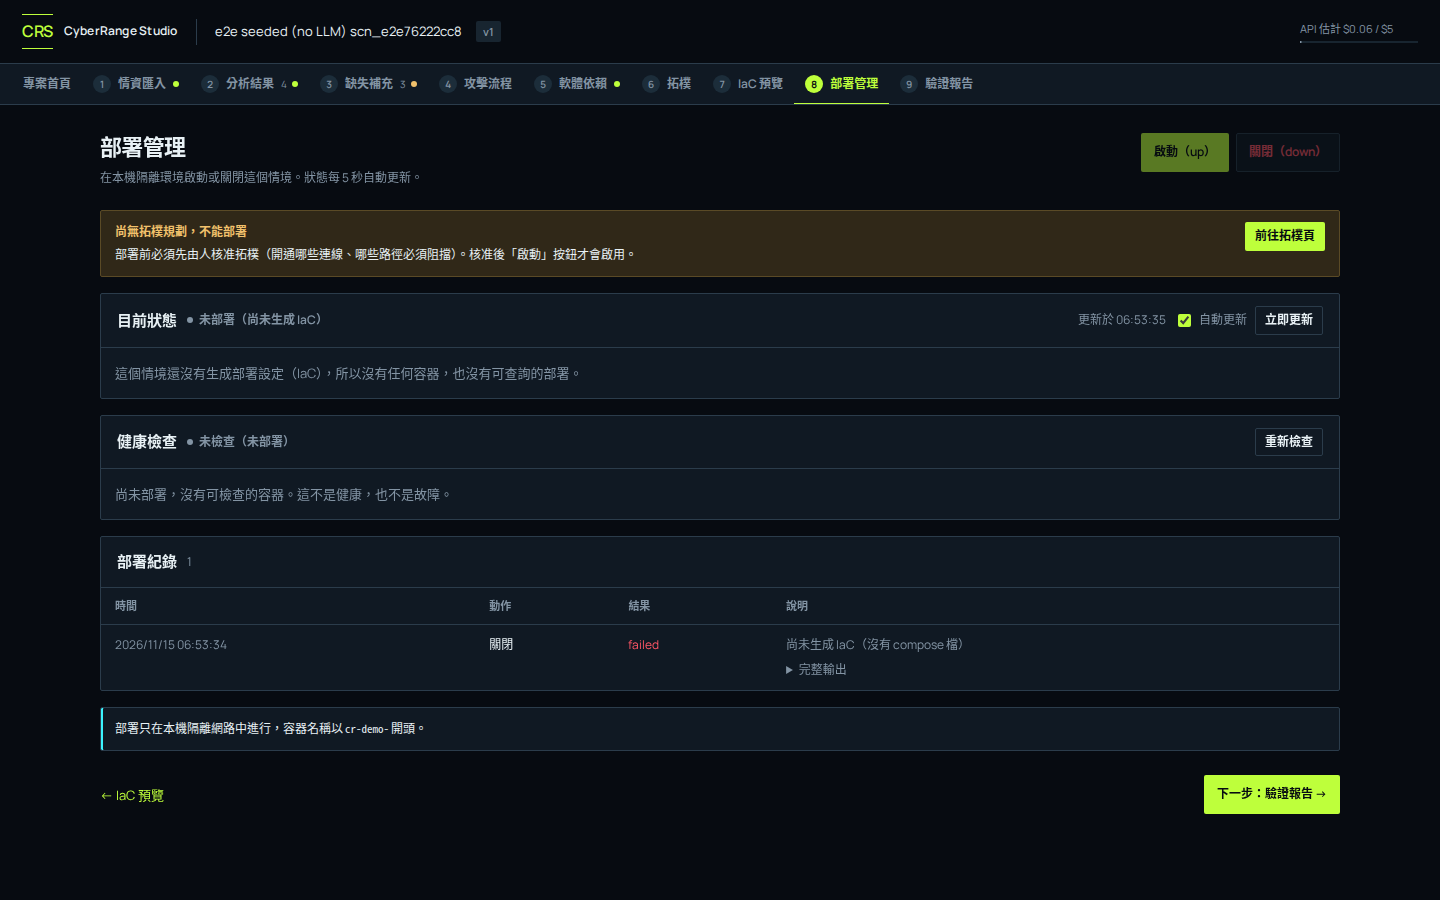 CRS CyberRange Studio e2e seeded (no LLM) scn_e2e76222cc8 v1 API 估計 $0.06 / $5
專案首頁 1 情資匯入 2 分析結果 4 3 缺失補充 3 4 攻擊流程 5 軟體依賴 6 拓樸 7 IaC 預覽 8 部署管理 9 驗證報告
部署管理
啟動（up） 關閉（down）
在本機隔離環境啟動或關閉這個情境。狀態每 5 秒自動更新。
尚無拓樸規劃，不能部署
前往拓樸頁
部署前必須先由人核准拓樸（開通哪些連線、哪些路徑必須阻擋）。核准後「啟動」按鈕才會啟用。
目前狀態 未部署（尚未生成 IaC） 更新於 06:53:35 自動更新 立即更新
這個情境還沒有生成部署設定（IaC），所以沒有任何容器，也沒有可查詢的部署。
健康檢查 未檢查（未部署） 重新檢查
尚未部署，沒有可檢查的容器。這不是健康，也不是故障。
部署紀錄 1
時間 動作 結果 說明
2026/11/15 06:53:34 關閉 failed 尚未生成 IaC（沒有 compose 檔）
▶ 完整輸出
部署只在本機隔離網路中進行，容器名稱以 cr-demo- 開頭。
← IaC 預覽 下一步：驗證報告 →